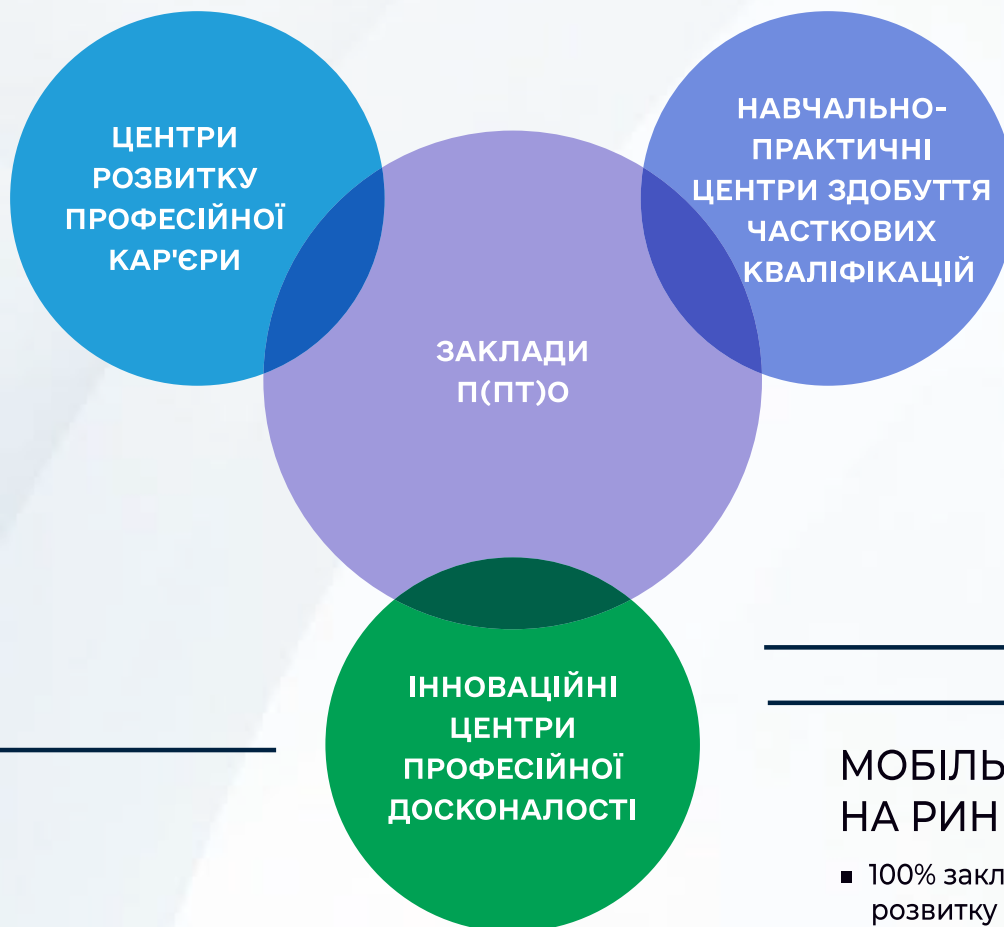 ЦЕНТРИ
РОЗВИТКУ
ПРОФЕСІЙНОЇ
КАР'ЄРИ
НАВЧАЛЬНО-
ПРАКТИЧНІ
ЦЕНТРИ ЗДОБУТТЯ
ЧАСТКОВИХ
КВАЛІФІКАЦІЙ
ЗАКЛАДИ
П(ПТ)О
ІННОВАЦІЙНІ
ЦЕНТРИ
ПРОФЕСІЙНОЇ
ДОСКОНАЛОСТІ
НА
100%
розвитку